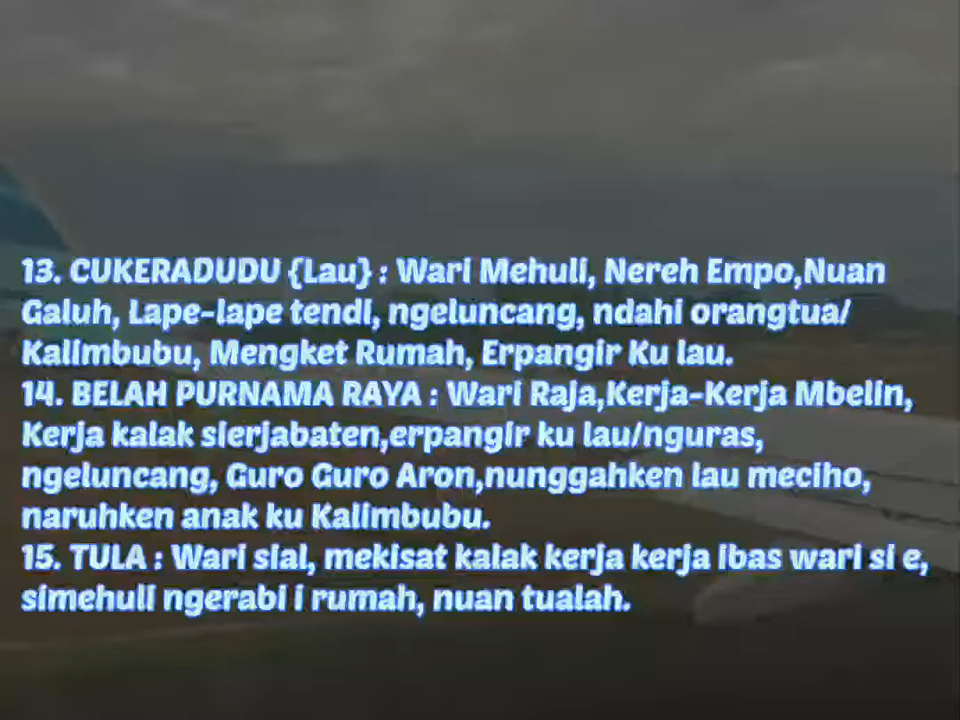 13. CUKERADUDU {Lau} : Wari Mehuli, Nereh Empo,Nuan
Galuh, Lape-lape tendi, ngeluncang, ndahi orangtua/
Kalimbubu, Mengket Rumah, Erpangir Ku lau.
14. BELAH PURNAMA RAYA : Wari Raja,Kerja-Kerja Mbelin,
Kerja kalak sierjabaten,erpangir ku lau/nguras,
ngeluncang, Guro Guro Aron,nunggahken lau meciho,
naruhken anak ku Kalimbubu.
15. TULA : Wari sial, mekisat kalak kerja kerja ibas wari si e,
simehuli ngerabi i rumah, nuan tualah.